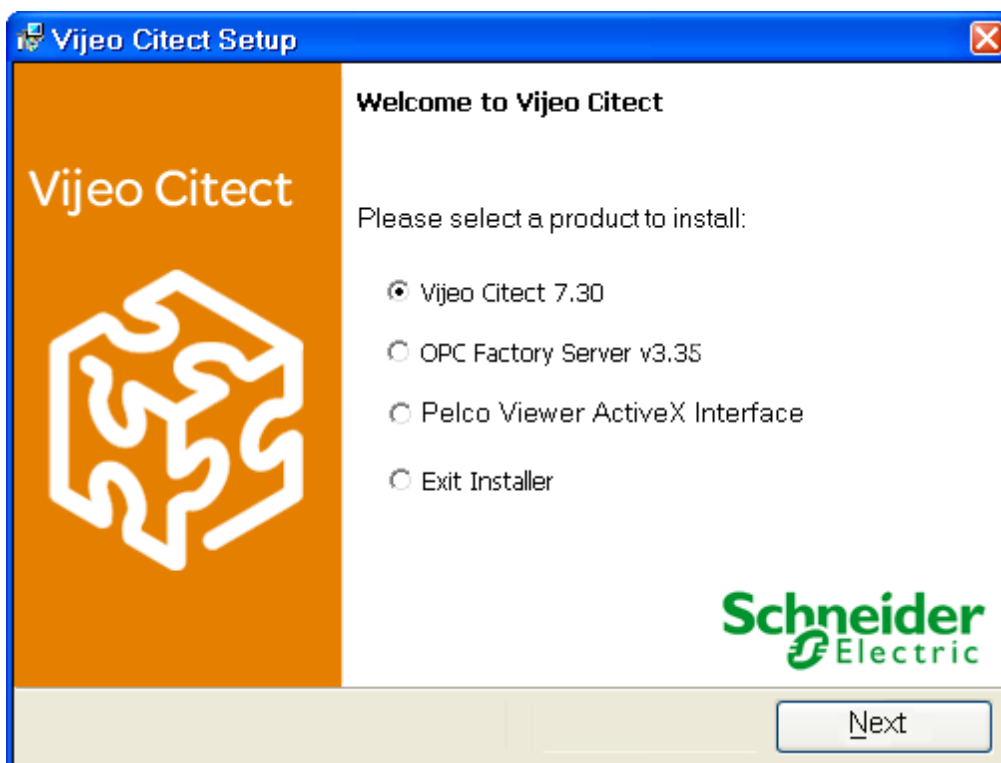 Vijeo Citect Setup
Welcome to Vijeo Citect
Vijeo Citect
Please select a product to install:
Vijeo Citect 7.30
OPC Factory Server v3.35
Pelco Viewer ActiveX Interface
Exit Installer
Schneider
Electric
Next